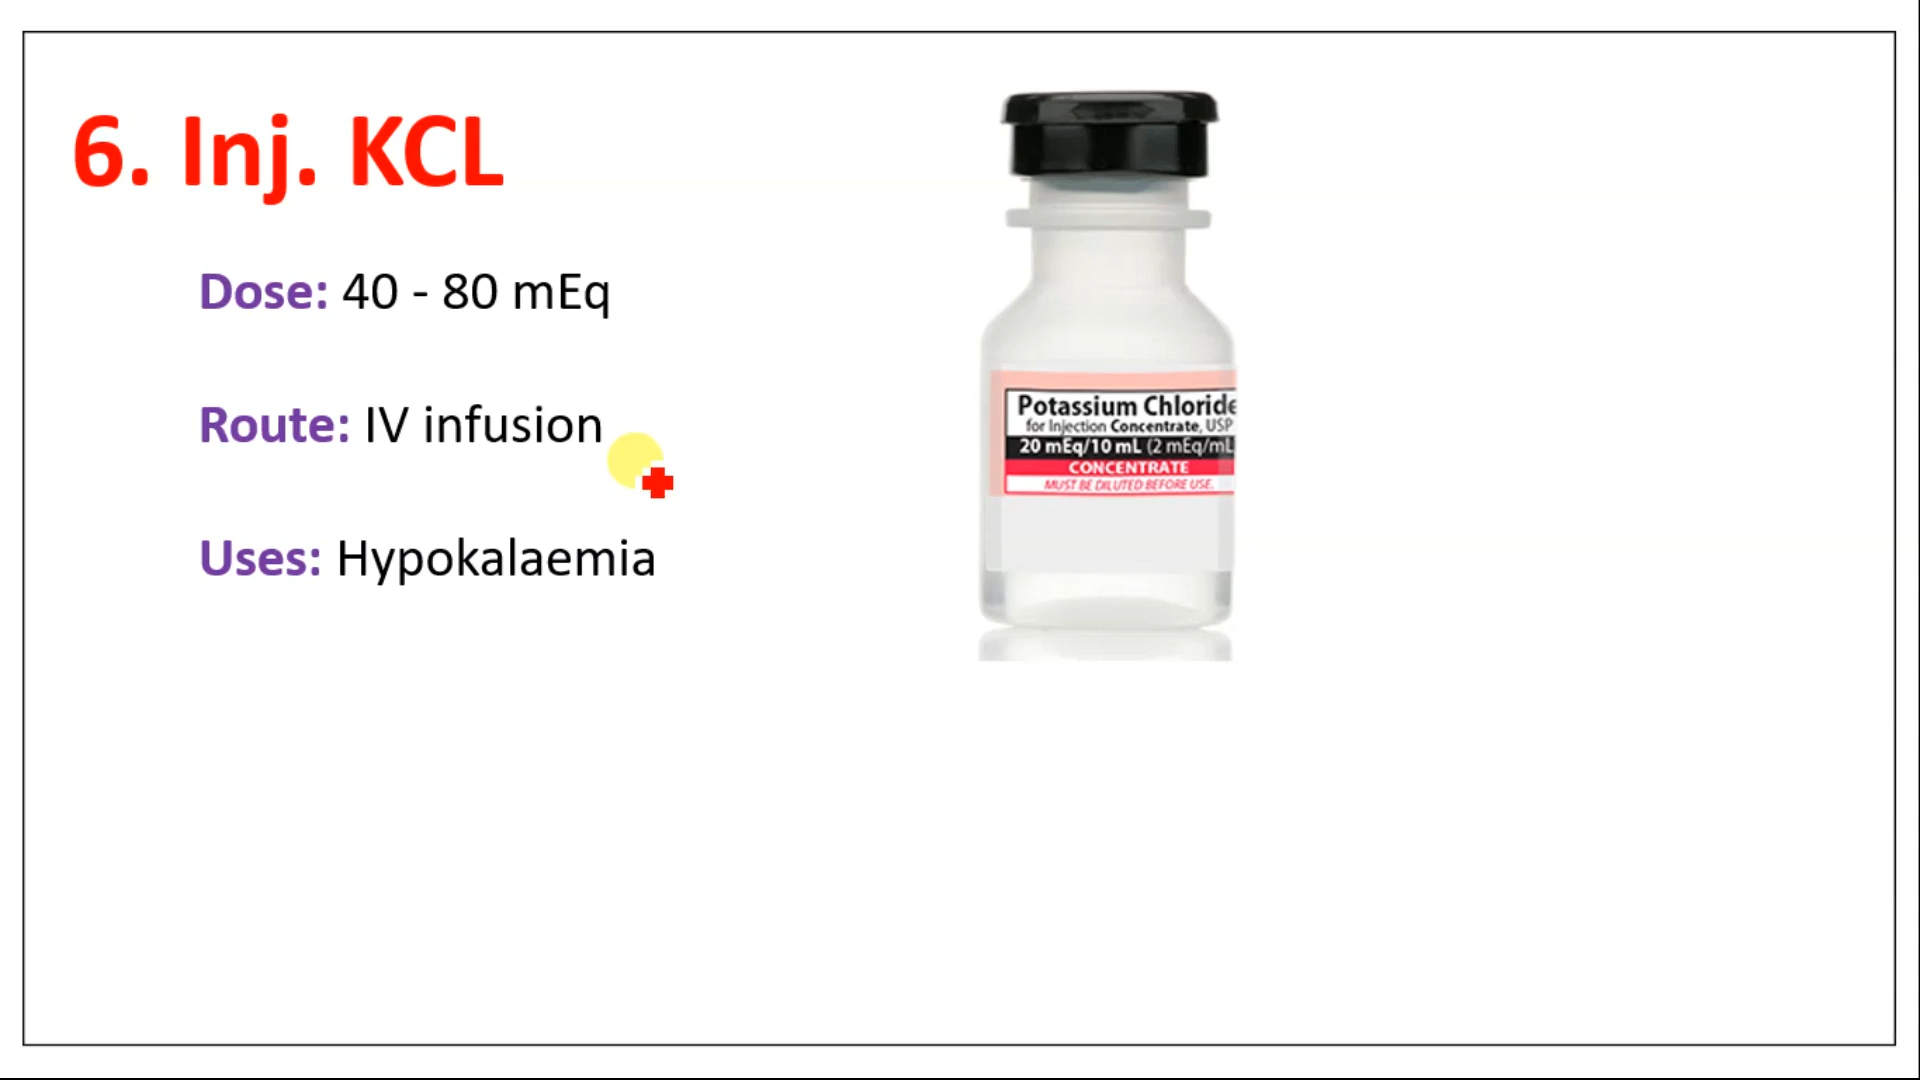 6. Inj. KCL
Dose: 40 - 80 mEq
Route: IV infusion
Uses: Hypokalaemia
Potassium Chloride
for Injection Concentrate, USP
20 mEq/10 mL (2 mEq/mL
CONCENTRATE
MUST BE DILUTED BEFORE USE.